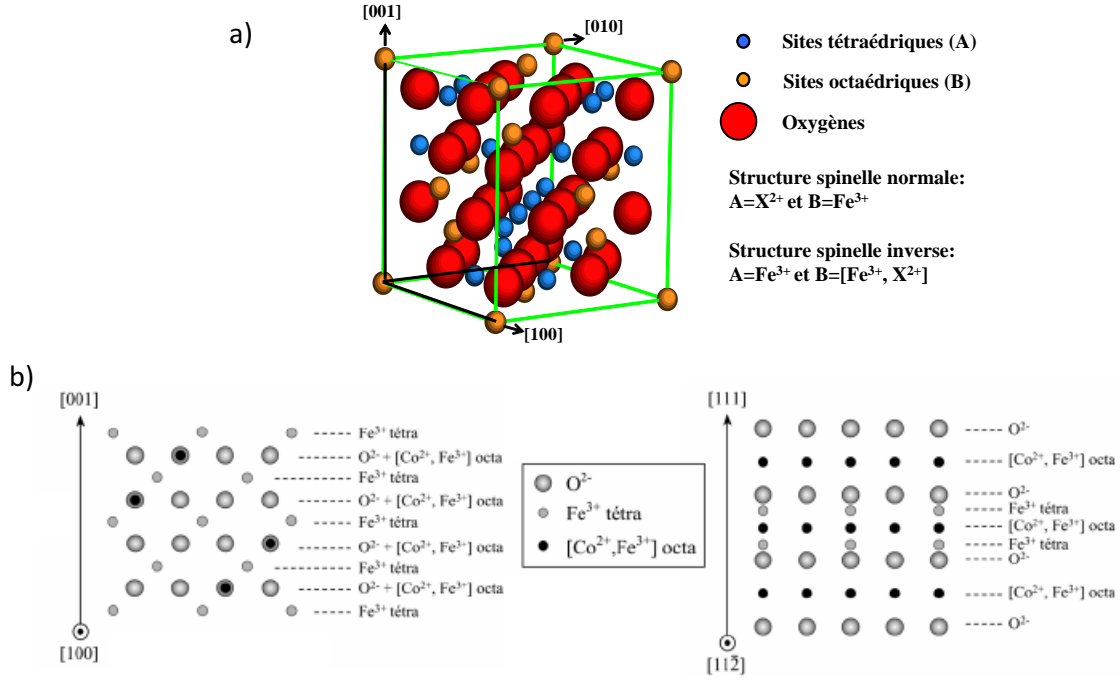 a)
[001]
[010]
[100]
Sites tétraédriques (A)
Sites octaédriques (B)
Oxygènes
Structure spinelle normale:
A=X²⁺ et B=Fe³⁺
Structure spinelle inverse:
A=Fe³⁺ et B=[Fe³⁺, X²⁺]
b)
[001]
Fe³⁺ tétra
O²⁻ + [Co²⁺, Fe³⁺] octa
Fe³⁺ tétra
O²⁻ + [Co²⁺, Fe³⁺] octa
Fe³⁺ tétra
O²⁻ + [Co²⁺, Fe³⁺] octa
Fe³⁺ tétra
O²⁻ + [Co²⁺, Fe³⁺] octa
Fe³⁺ tétra
[100]
O²⁻
Fe³⁺ tétra
[Co²⁺,Fe³⁺] octa
[111]
O²⁻
[Co²⁺, Fe³⁺] octa
O²⁻
Fe³⁺ tétra
[Co²⁺, Fe³⁺] octa
Fe³⁺ tétra
O²⁻
[Co²⁺, Fe³⁺] octa
O²⁻
[112̄]